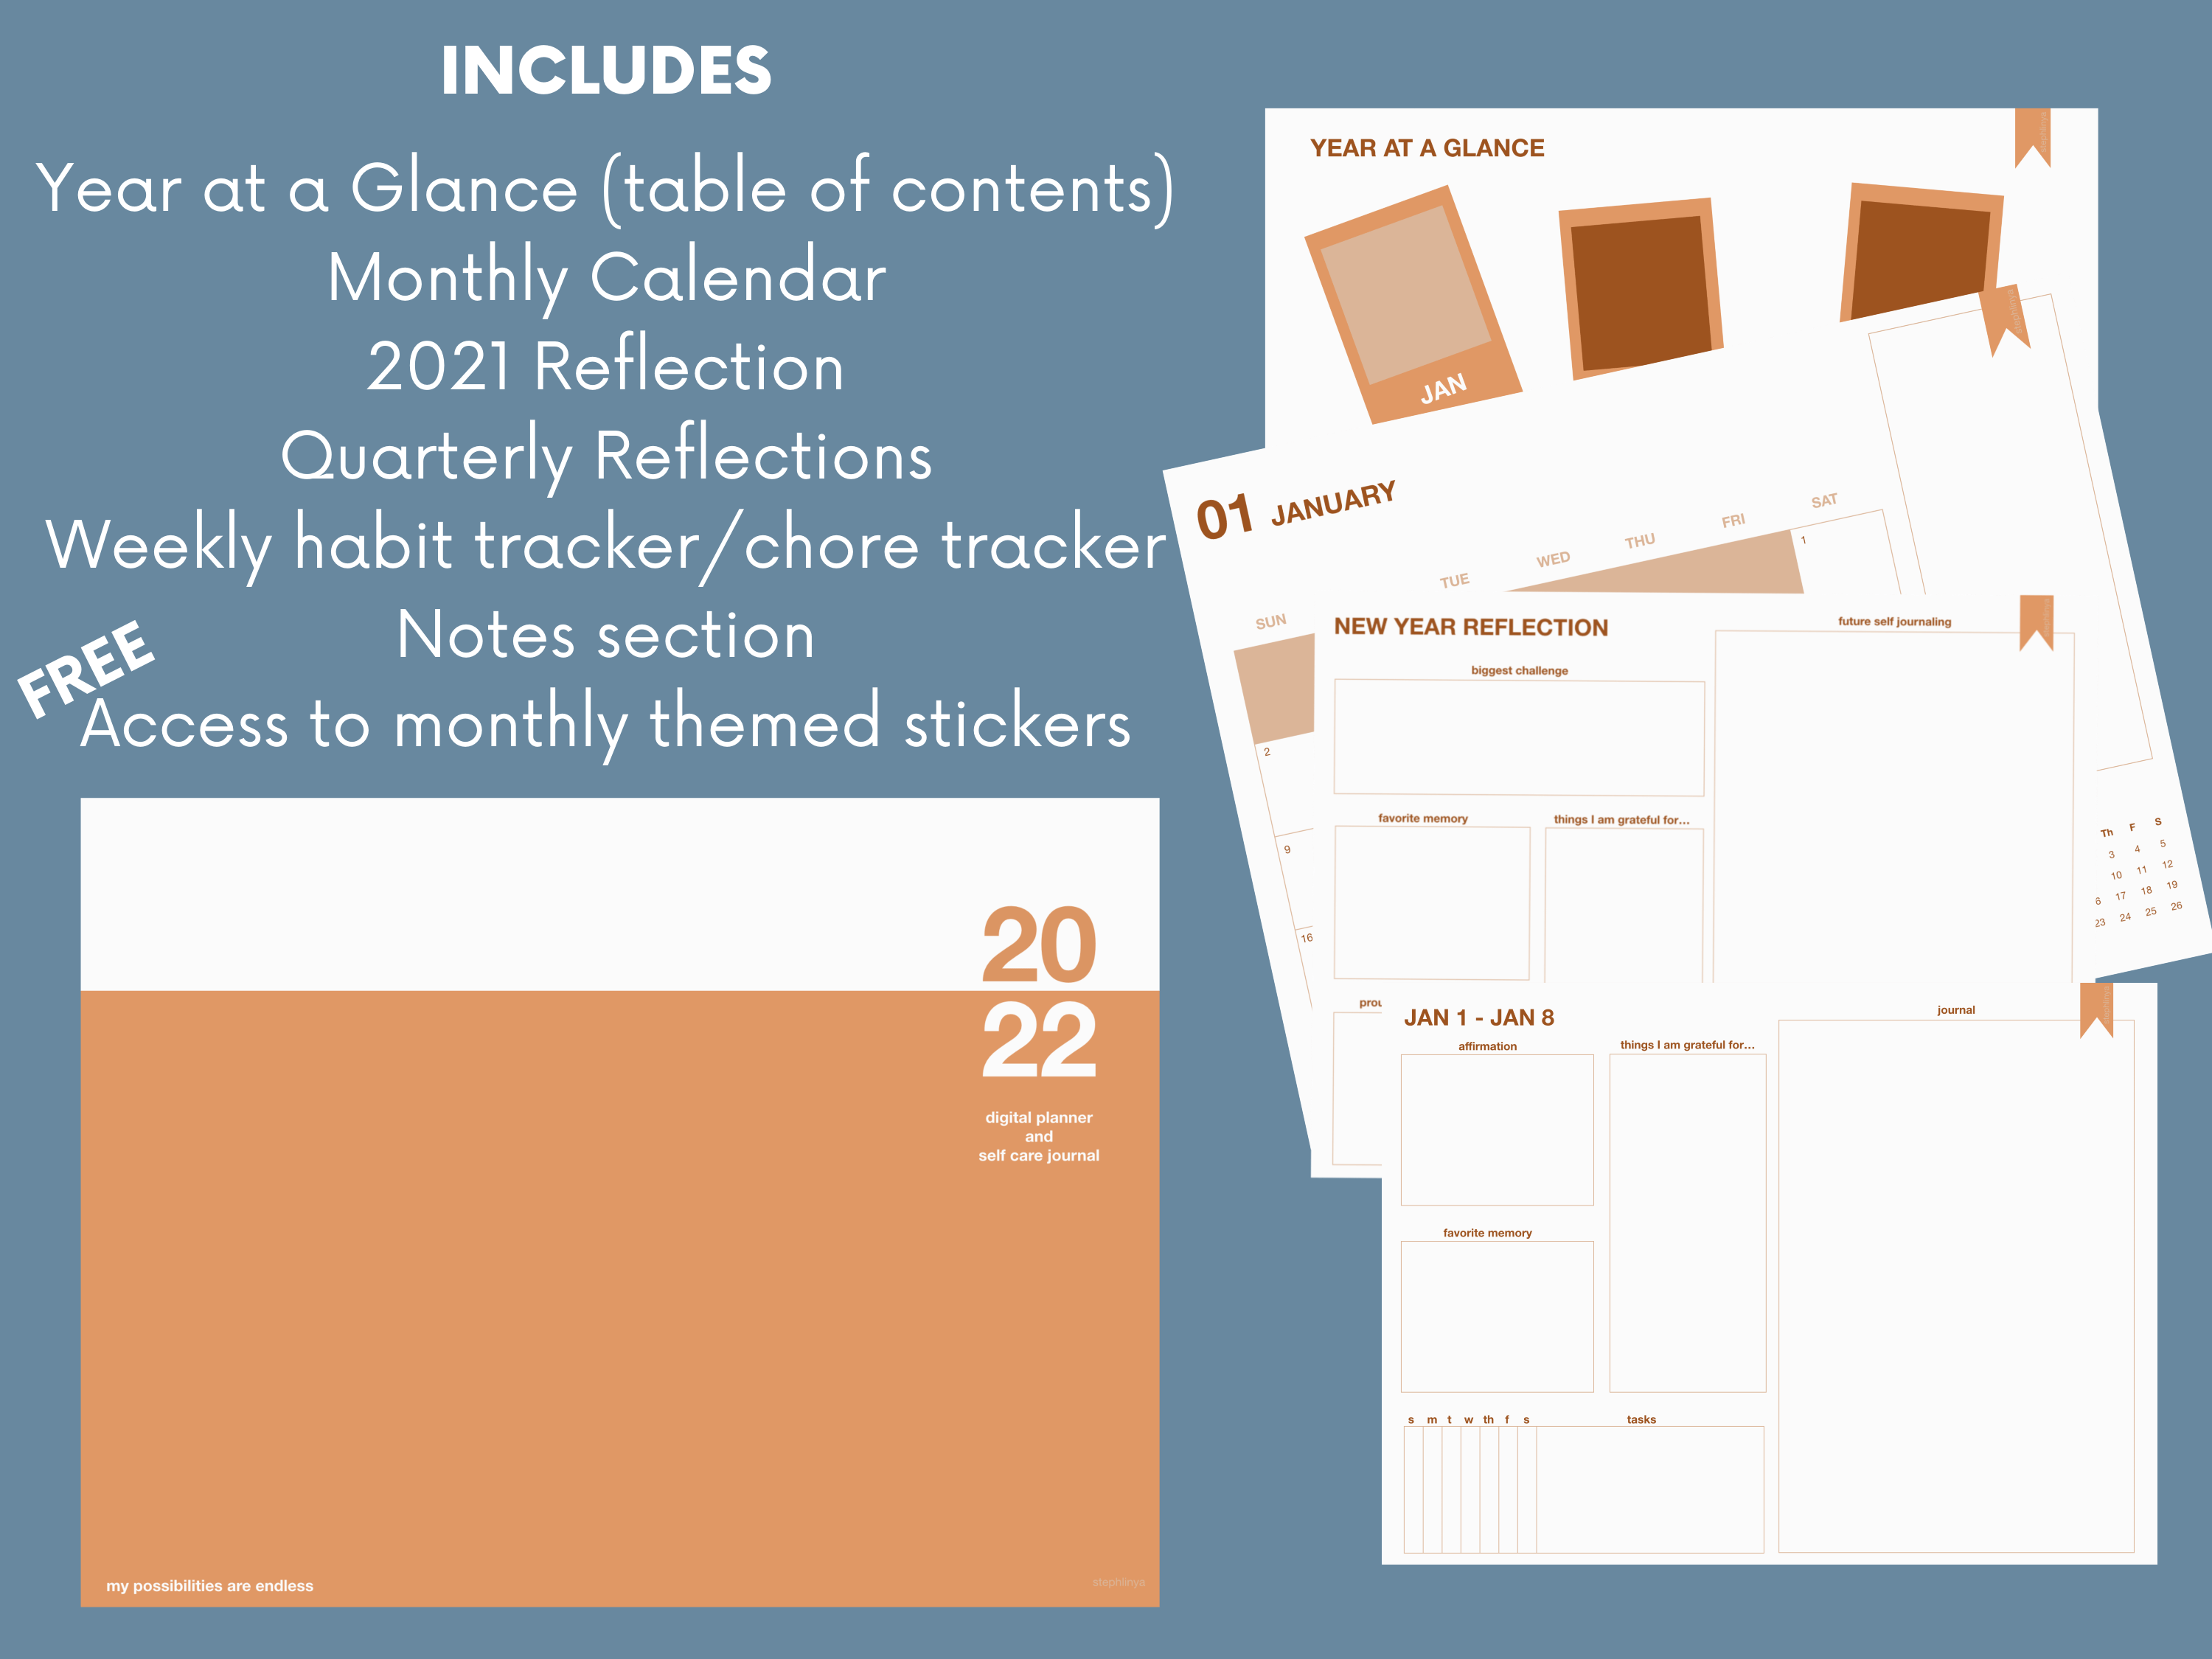 INCLUDES
Year at a Glance (table of contents)
Monthly Calendar
2021 Reflection
Quarterly Reflections
Weekly habit tracker/chore tracker
Notes section
FREE
Access to monthly themed stickers
20
22
digital planner
and
self care journal
my possibilities are endless
stephlinya
YEAR AT A GLANCE
JAN
01 JANUARY
SUN TUE WED THU FRI SAT
1
2
9
16
Th F S
3 4 5
10 11 12
6 17 18 19
23 24 25 26
NEW YEAR REFLECTION
future self journaling
biggest challenge
favorite memory things I am grateful for...
prou
JAN 1 - JAN 8
journal
affirmation things I am grateful for...
favorite memory
s m t w th f s tasks